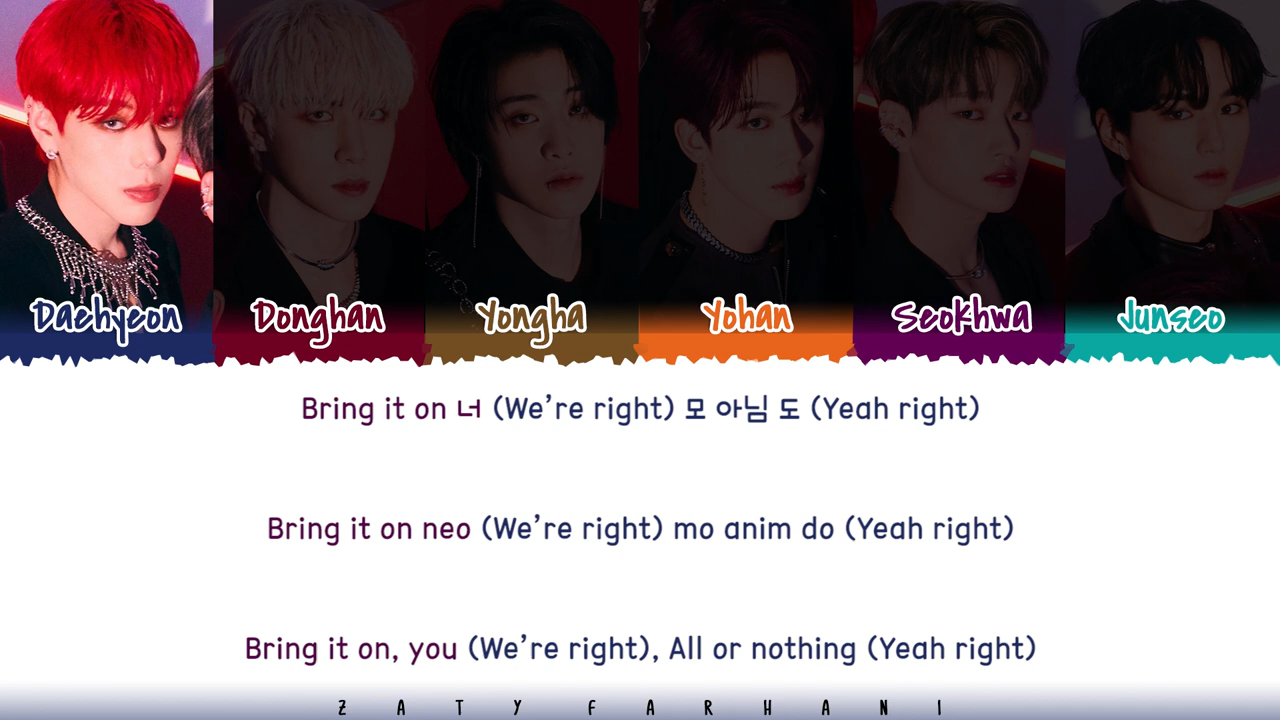 Daehyeon Donghan Yongha Yohan Seokhwa Junseo
Bring it on 너 (We're right) 모 아님 도 (Yeah right)
Bring it on neo (We're right) mo anim do (Yeah right)
Bring it on, you (We're right), All or nothing (Yeah right)
ZATY FARHANI